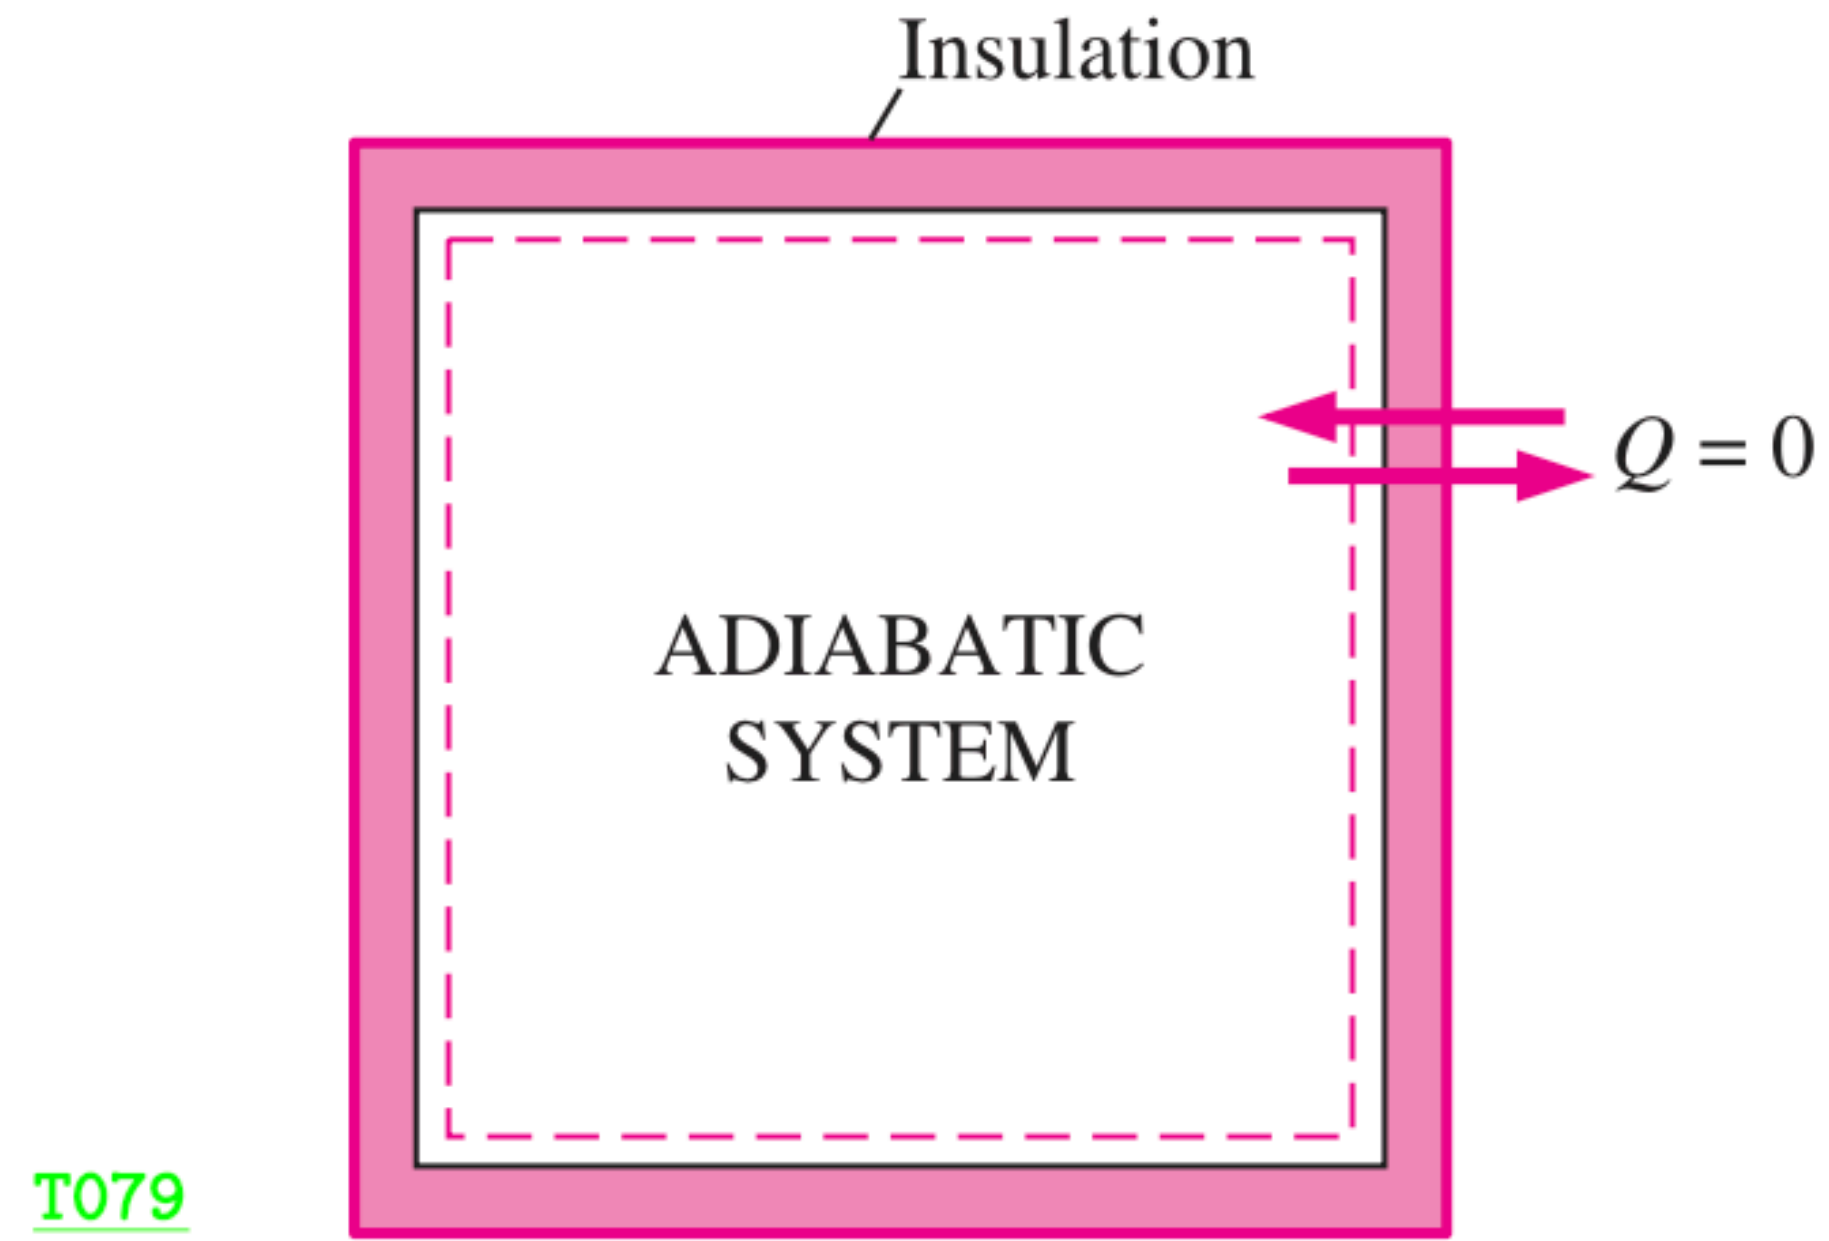 Insulation
Q = 0
ADIABATIC
SYSTEM
T079